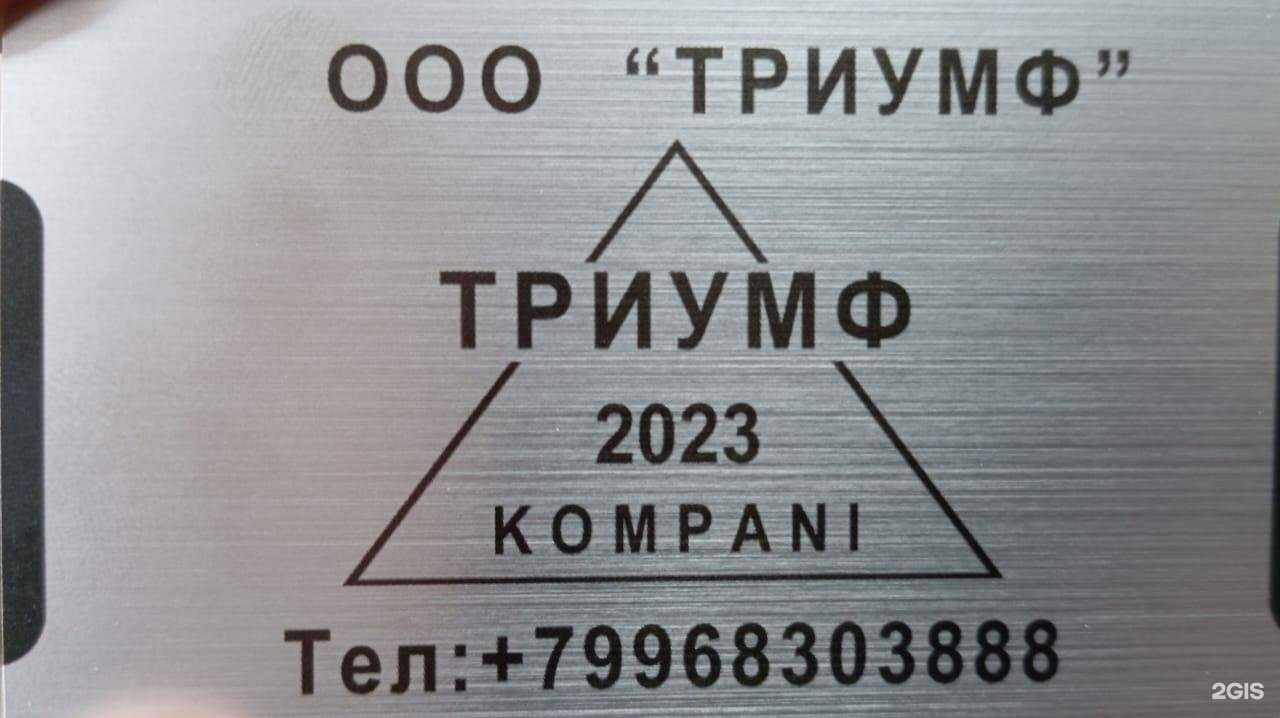 ООО “ТРИУМФ”
ТРИУМФ
2023
KOMPANI
Тел:+79968303888
2GIS